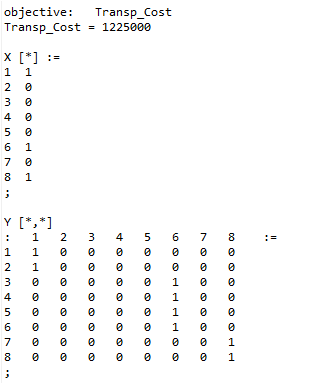 objective:   Transp_Cost
Transp_Cost = 1225000
X [*] :=
1  1
2  0
3  0
4  0
5  0
6  1
7  0
8  1
;
Y [*,*]
:   1   2   3   4   5   6   7   8    :=
1   1   0   0   0   0   0   0   0
2   1   0   0   0   0   0   0   0
3   0   0   0   0   0   1   0   0
4   0   0   0   0   0   1   0   0
5   0   0   0   0   0   1   0   0
6   0   0   0   0   0   1   0   0
7   0   0   0   0   0   0   0   1
8   0   0   0   0   0   0   0   1
;